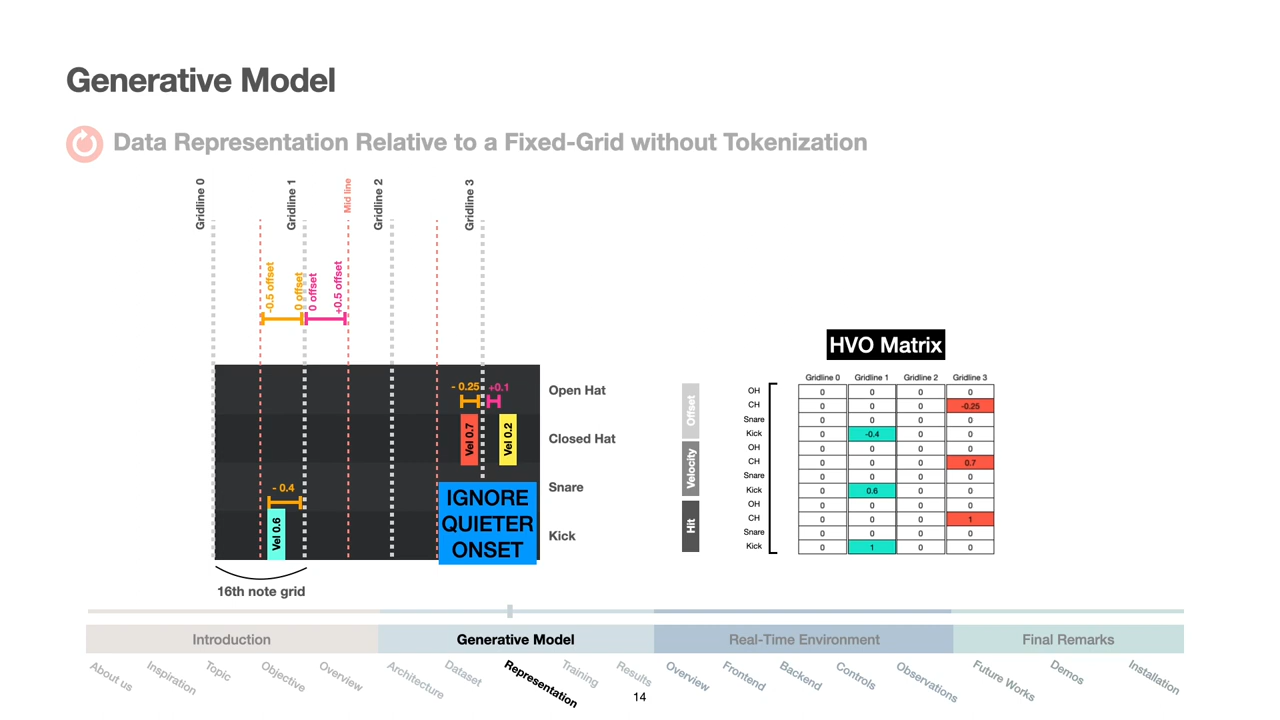 Generative Model
Data Representation Relative to a Fixed-Grid without Tokenization
Gridline 0
Gridline 1
Mid line
Gridline 2
Gridline 3
-0.5 offset
0 offset
0 offset
+0.5 offset
- 0.25
+0.1
Open Hat
Vel 0.7
Vel 0.2
Closed Hat
- 0.4
Snare
Vel 0.6
IGNORE
QUIETER
ONSET
Kick
16th note grid
HVO Matrix
Gridline 0 Gridline 1 Gridline 2 Gridline 3
Offset
OH 0 0 0 0
CH 0 0 0 -0.25
Snare 0 0 0 0
Kick 0 -0.4 0 0
Velocity
OH 0 0 0 0
CH 0 0 0 0.7
Snare 0 0 0 0
Kick 0 0.6 0 0
Hit
OH 0 0 0 0
CH 0 0 0 1
Snare 0 0 0 0
Kick 0 1 0 0
Introduction Generative Model Real-Time Environment Final Remarks
About us Inspiration Topic Objective Overview Architecture Dataset Representation Training Results Overview Frontend Backend Controls Observations Future Works Demos Installation
14